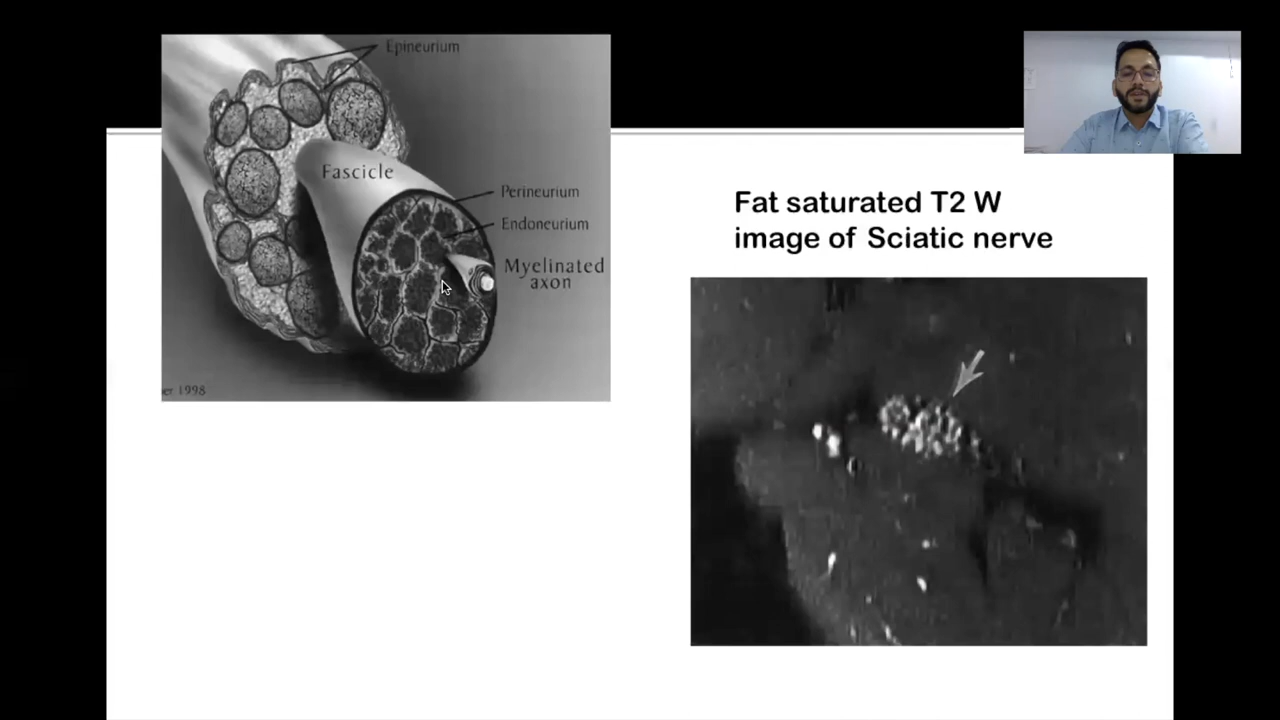 Epineurium
Fascicle
Perineurium
Endoneurium
Myelinated
axon
er 1998
Fat saturated T2 W
image of Sciatic nerve